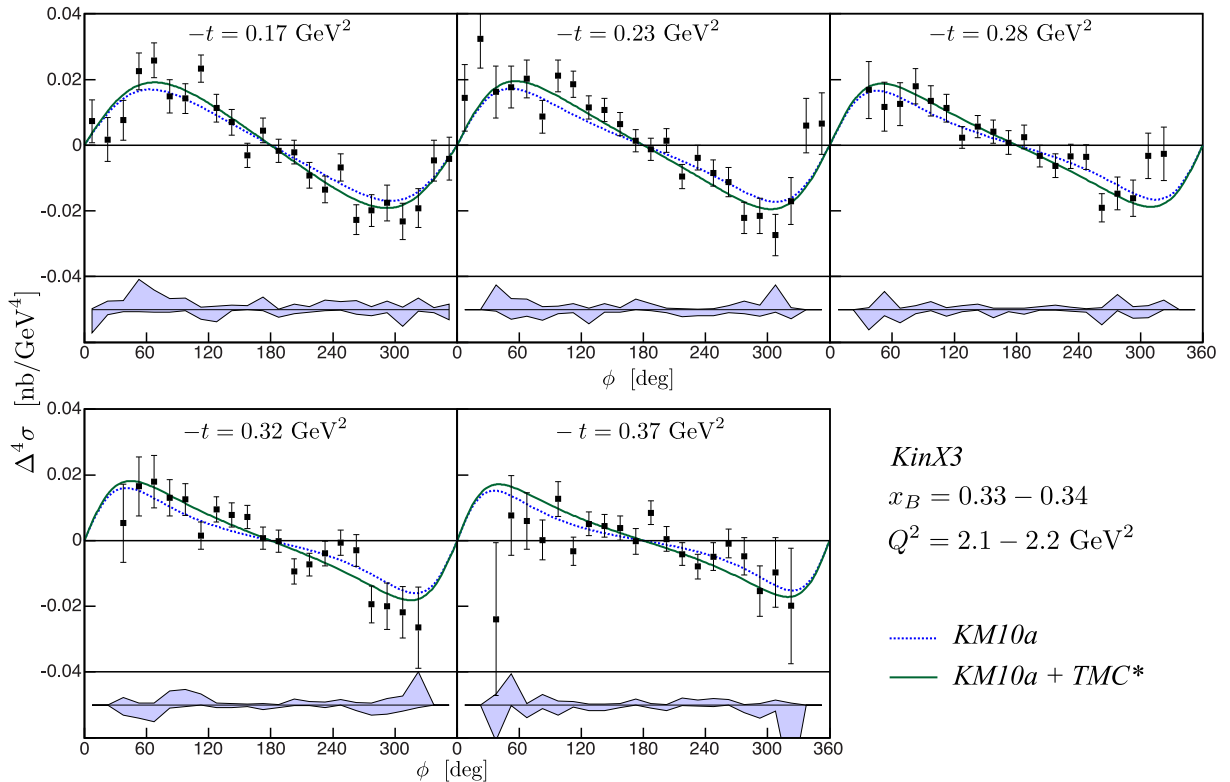 0.04
0.02
0
-0.02
-0.04
−t = 0.17 GeV²
−t = 0.23 GeV²
−t = 0.28 GeV²
0 60 120 180 240 300 0 60 120 180 240 300 0 60 120 180 240 300 360
ϕ [deg]
ϕ [deg]
Δ⁴σ [nb/GeV⁴]
0.04
0.02
0
-0.02
-0.04
−t = 0.32 GeV²
− t = 0.37 GeV²
0 60 120 180 240 300 0 60 120 180 240 300 360
ϕ [deg]
KinX3
x_B = 0.33 − 0.34
Q² = 2.1 − 2.2 GeV²
KM10a
KM10a + TMC*